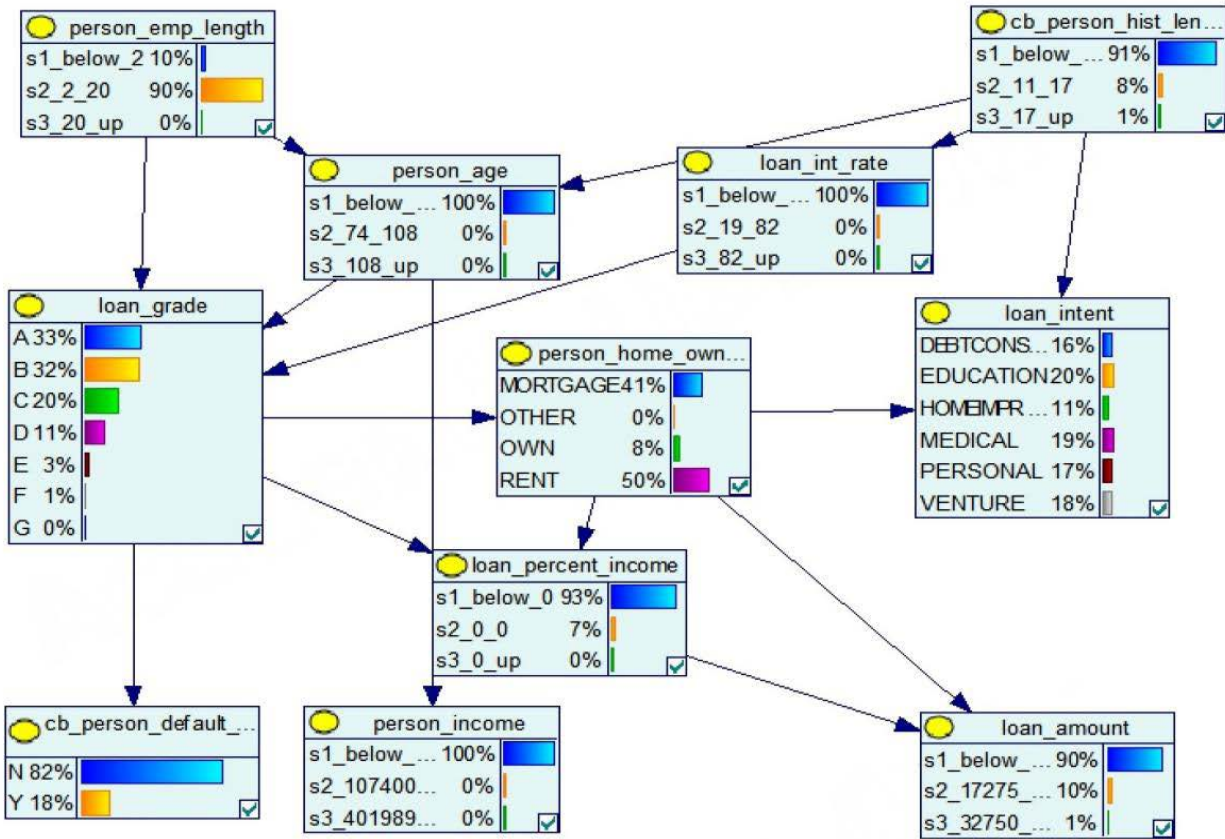 person_emp_length
s1_below_2 10%
s2_2_20 90%
s3_20_up 0%
cb_person_hist_len...
s1_below_... 91%
s2_11_17 8%
s3_17_up 1%
person_age
s1_below_... 100%
s2_74_108 0%
s3_108_up 0%
loan_int_rate
s1_below_... 100%
s2_19_82 0%
s3_82_up 0%
loan_grade
A 33%
B 32%
C 20%
D 11%
E 3%
F 1%
G 0%
person_home_own...
MORTGAGE 41%
OTHER 0%
OWN 8%
RENT 50%
loan_intent
DEBTCONS... 16%
EDUCATION 20%
HOMEIMPR... 11%
MEDICAL 19%
PERSONAL 17%
VENTURE 18%
loan_percent_income
s1_below_0 93%
s2_0_0 7%
s3_0_up 0%
cb_person_default_...
N 82%
Y 18%
person_income
s1_below_... 100%
s2_107400... 0%
s3_401989... 0%
loan_amount
s1_below_... 90%
s2_17275_... 10%
s3_32750_... 1%